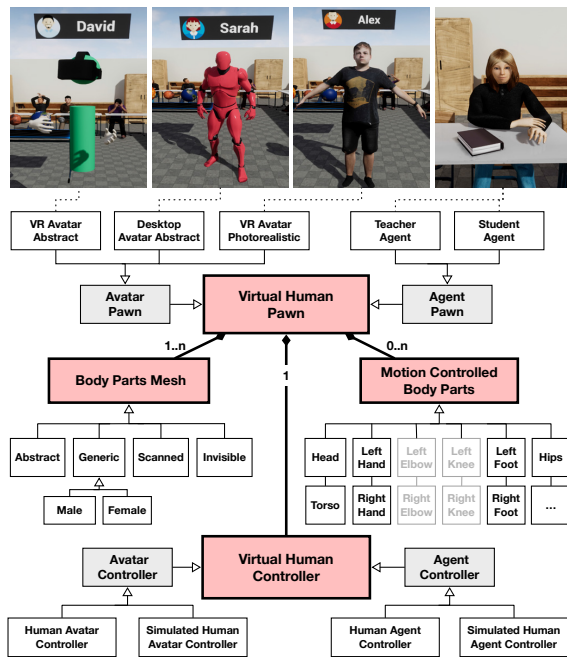 David
Sarah
Alex
VR Avatar
Abstract
Desktop
Avatar Abstract
VR Avatar
Photorealistic
Teacher
Agent
Student
Agent
Avatar
Pawn
Virtual Human
Pawn
Agent
Pawn
1..n
1
0..n
Body Parts Mesh
Motion Controlled
Body Parts
Abstract
Generic
Scanned
Invisible
Male
Female
Head
Left
Hand
Left
Elbow
Left
Knee
Left
Foot
Hips
Torso
Right
Hand
Right
Elbow
Right
Knee
Right
Foot
...
Avatar
Controller
Virtual Human
Controller
Agent
Controller
Human Avatar
Controller
Simulated Human
Avatar Controller
Human Agent
Controller
Simulated Human
Agent Controller